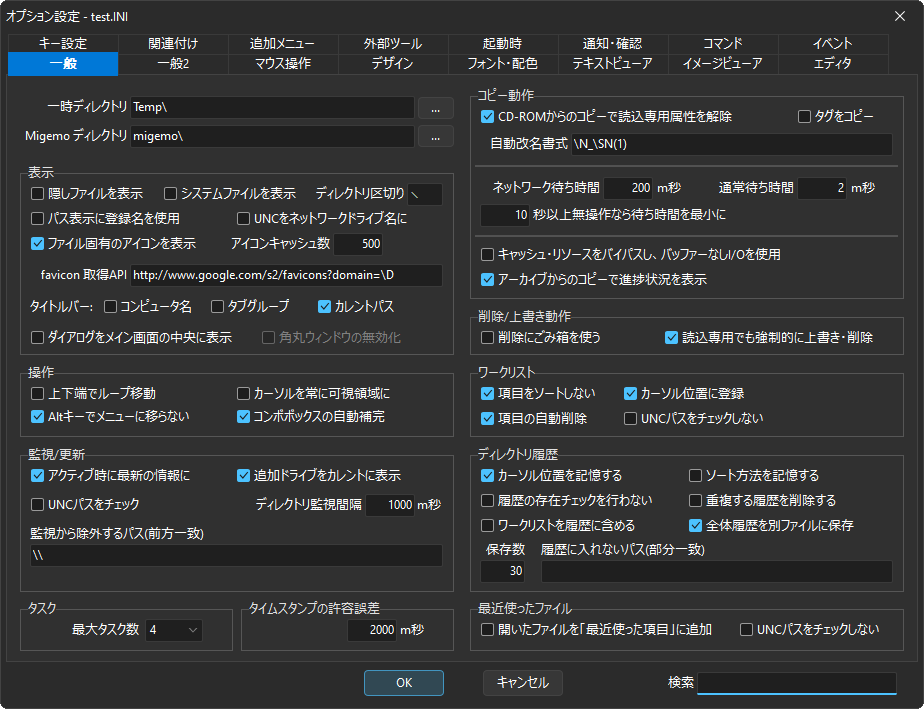 オプション設定 - test.INI
キー設定 関連付け 追加メニュー 外部ツール 起動時 通知・確認 コマンド イベント
一般 一般2 マウス操作 デザイン フォント・配色 テキストビューア イメージビューア エディタ
一時ディレクトリ Temp\ ...
Migemo ディレクトリ migemo\ ...
表示
隠しファイルを表示 システムファイルを表示 ディレクトリ区切り \
パス表示に登録名を使用 UNCをネットワークドライブ名に
ファイル固有のアイコンを表示 アイコンキャッシュ数 500
favicon 取得API http://www.google.com/s2/favicons?domain=\D
タイトルバー: コンピュータ名 タブグループ カレントパス
ダイアログをメイン画面の中央に表示 角丸ウィンドウの無効化
操作
上下端でループ移動 カーソルを常に可視領域に
Altキーでメニューに移らない コンボボックスの自動補完
監視/更新
アクティブ時に最新の情報に 追加ドライブをカレントに表示
UNCパスをチェック ディレクトリ監視間隔 1000 m秒
監視から除外するパス(前方一致)
\\
タスク
最大タスク数 4
タイムスタンプの許容誤差
2000 m秒
コピー動作
CD-ROMからのコピーで読込専用属性を解除 タグをコピー
自動改名書式 \N_\SN(1)
ネットワーク待ち時間 200 m秒 通常待ち時間 2 m秒
10 秒以上無操作なら待ち時間を最小に
キャッシュ・リソースをバイパスし、バッファーなしI/Oを使用
アーカイブからのコピーで進捗状況を表示
削除/上書き動作
削除にごみ箱を使う 読込専用でも強制的に上書き・削除
ワークリスト
項目をソートしない カーソル位置に登録
項目の自動削除 UNCパスをチェックしない
ディレクトリ履歴
カーソル位置を記憶する ソート方法を記憶する
履歴の存在チェックを行わない 重複する履歴を削除する
ワークリストを履歴に含める 全体履歴を別ファイルに保存
保存数 履歴に入れないパス(部分一致)
30
最近使ったファイル
開いたファイルを「最近使った項目」に追加 UNCパスをチェックしない
OK キャンセル 検索